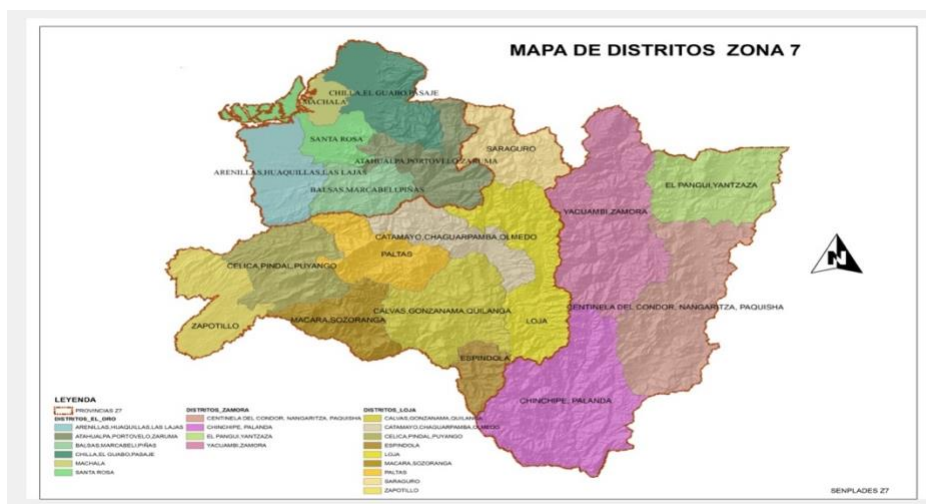 MAPA DE DISTRITOS ZONA 7
CHILLA,EL GUABO,PASAJE
MACHALA
SANTA ROSA
SARAGURO
ATAHUALPA,PORTOVELO,ZARUMA
ARENILLAS,HUAQUILLAS,LAS LAJAS
EL PANGUI,YANTZAZA
BALSAS,MARCABELI,PIÑAS
YACUAMBI,ZAMORA
CATAMAYO,CHAGUARPAMBA,OLMEDO
PALTAS
CELICA,PINDAL,PUYANGO
N
CENTINELA DEL CONDOR, NANGARITZA, PAQUISHA
CALVAS,GONZANAMA,QUILANGA
MACARA,SOZORANGA
LOJA
ZAPOTILLO
ESPINDOLA
CHINCHIPE, PALANDA
LEYENDA
PROVINCIAS Z7
DISTRITOS_EL_ORO
ARENILLAS,HUAQUILLAS,LAS LAJAS
ATAHUALPA,PORTOVELO,ZARUMA
BALSAS,MARCABELI,PIÑAS
CHILLA,EL GUABO,PASAJE
MACHALA
SANTA ROSA
DISTRITOS_ZAMORA
CENTINELA DEL CONDOR, NANGARITZA, PAQUISHA
CHINCHIPE, PALANDA
EL PANGUI,YANTZAZA
YACUAMBI,ZAMORA
DISTRITOS_LOJA
CALVAS,GONZANAMA,QUILANGA
CATAMAYO,CHAGUARPAMBA,OLMEDO
CELICA,PINDAL,PUYANGO
ESPINDOLA
LOJA
MACARA,SOZORANGA
PALTAS
SARAGURO
ZAPOTILLO
SENPLADES Z7